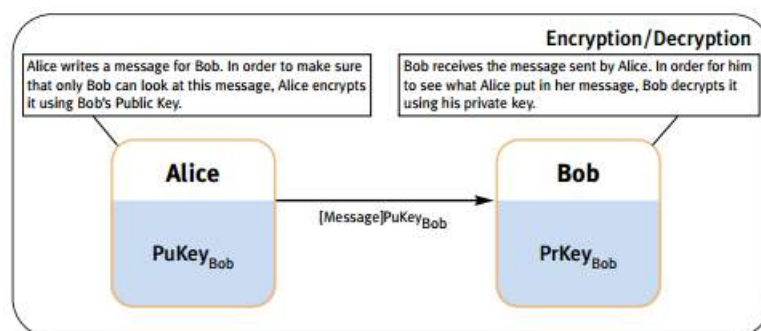 Encryption/Decryption
Alice writes a message for Bob. In order to make sure
that only Bob can look at this message, Alice encrypts
it using Bob's Public Key.
Bob receives the message sent by Alice. In order for him
to see what Alice put in her message, Bob decrypts it
using his private key.
Alice
Bob
[Message]PuKeyBob
PuKeyBob
PrKeyBob